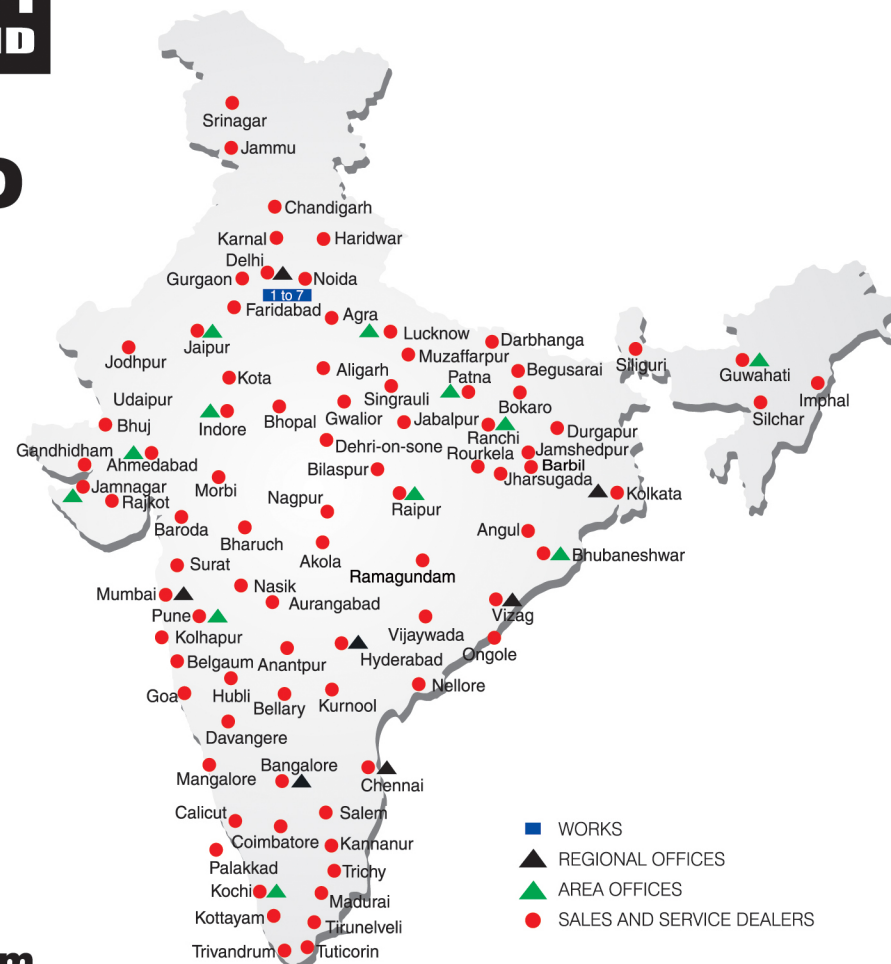 ID
Srinagar
Jammu
Chandigarh
Karnal
Haridwar
Delhi
Gurgaon
Noida
1 to 7
Faridabad
Agra
Jaipur
Lucknow
Darbhanga
Jodhpur
Muzaffarpur
Siliguri
Guwahati
Kota
Aligarh
Patna
Begusarai
Imphal
Udaipur
Singrauli
Bokaro
Silchar
Bhuj
Indore
Bhopal
Gwalior
Jabalpur
Ranchi
Durgapur
Gandhidham
Ahmedabad
Dehri-on-sone
Rourkela
Jamshedpur
Barbil
Jamnagar
Rajkot
Morbi
Bilaspur
Jharsugada
Kolkata
Nagpur
Raipur
Baroda
Bharuch
Angul
Surat
Akola
Bhubaneshwar
Ramagundam
Mumbai
Nasik
Aurangabad
Vizag
Pune
Kolhapur
Vijaywada
Ongole
Belgaum
Anantpur
Hyderabad
Goa
Hubli
Bellary
Kurnool
Nellore
Davangere
Mangalore
Bangalore
Chennai
Calicut
Salem
Coimbatore
Kannanur
Palakkad
Trichy
Kochi
Madurai
Kottayam
Tirunelveli
Trivandrum
Tuticorin
WORKS
REGIONAL OFFICES
AREA OFFICES
SALES AND SERVICE DEALERS
m